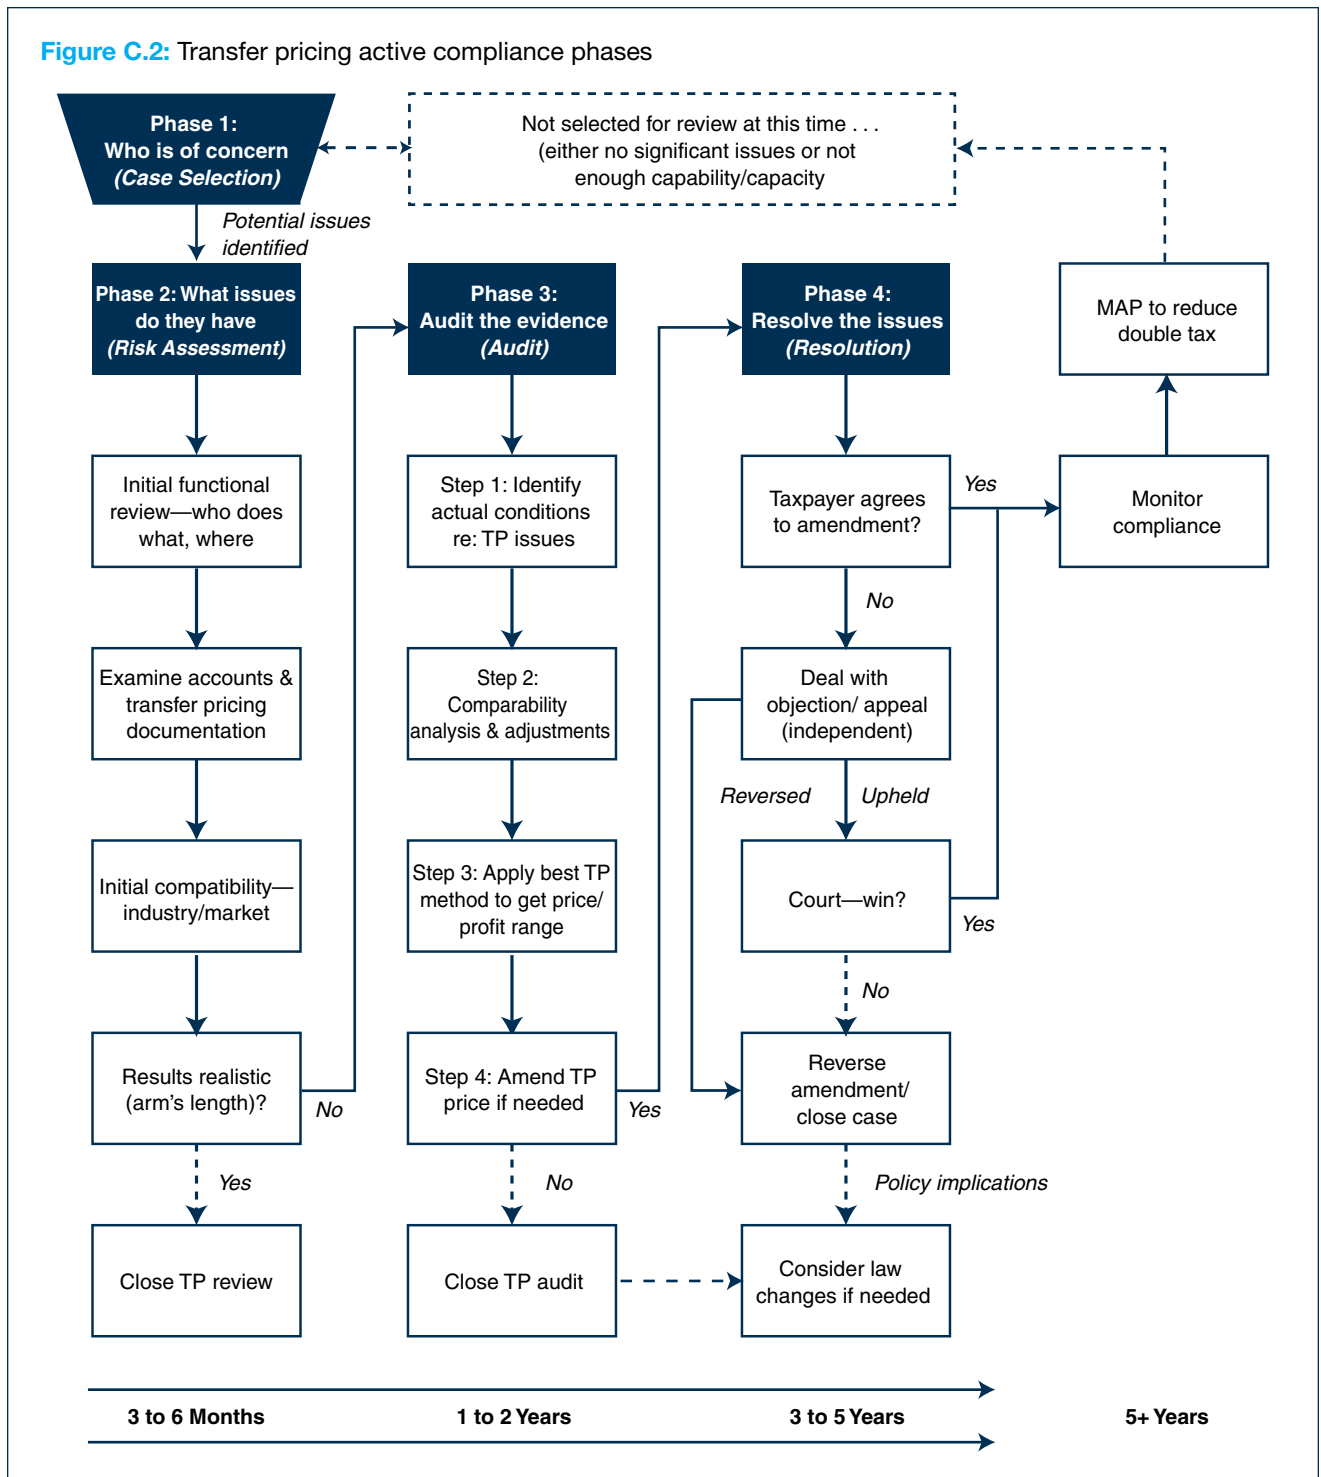 Figure C.2: Transfer pricing active compliance phases
Phase 1:
Who is of concern
(Case Selection)
Not selected for review at this time . . .
(either no significant issues or not
enough capability/capacity
Potential issues
identified
Phase 2: What issues
do they have
(Risk Assessment)
Phase 3:
Audit the evidence
(Audit)
Phase 4:
Resolve the issues
(Resolution)
MAP to reduce
double tax
Initial functional
review—who does
what, where
Step 1: Identify
actual conditions
re: TP issues
Taxpayer agrees
to amendment?
Yes
Monitor
compliance
No
Examine accounts &
transfer pricing
documentation
Step 2:
Comparability
analysis & adjustments
Deal with
objection/ appeal
(independent)
Reversed
Upheld
Initial compatibility—
industry/market
Step 3: Apply best TP
method to get price/
profit range
Court—win?
Yes
No
Results realistic
(arm's length)?
No
Step 4: Amend TP
price if needed
Yes
Reverse
amendment/
close case
Yes
No
Policy implications
Close TP review
Close TP audit
Consider law
changes if needed
3 to 6 Months
1 to 2 Years
3 to 5 Years
5+ Years